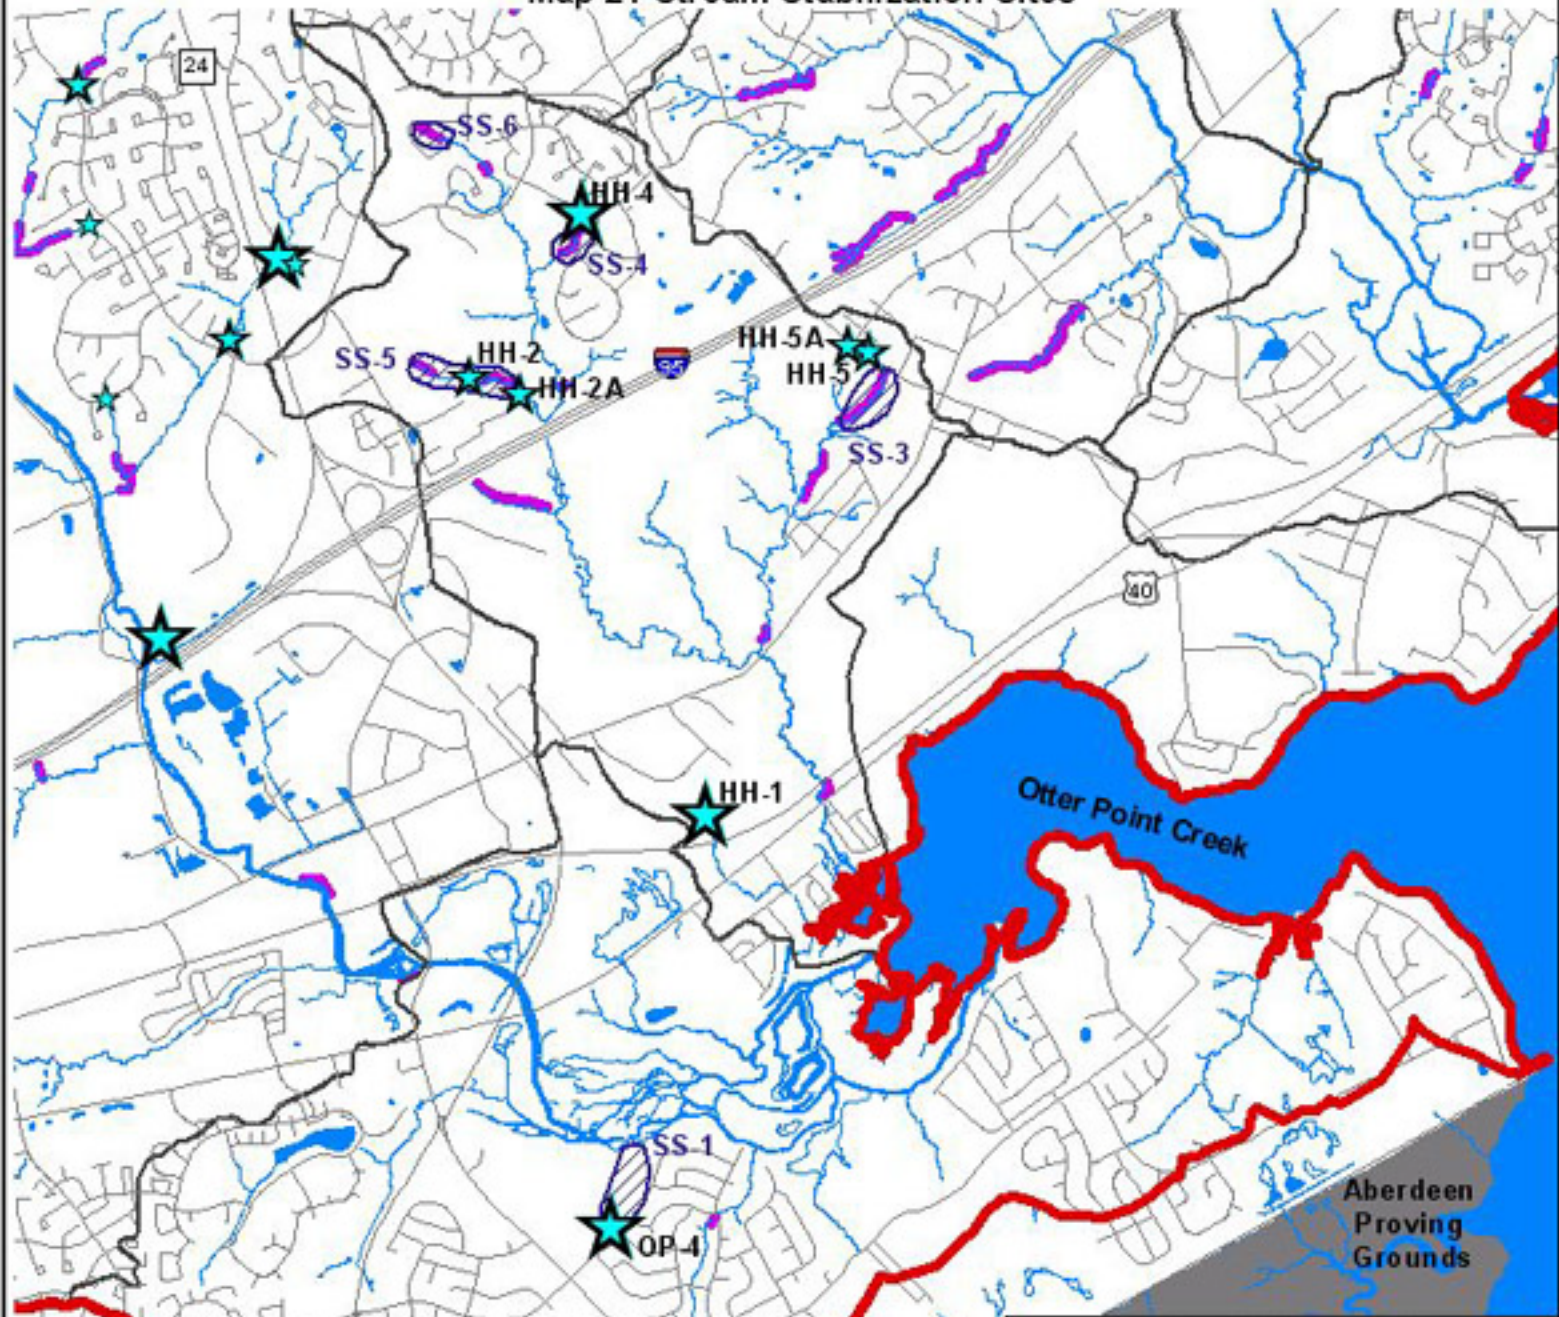 24
SS-6
HH-4
SS-4
HH-5A
HH-2
SS-5
95
HH-5
HH-2A
SS-3
40
HH-1
Otter Point Creek
SS-1
Aberdeen
Proving
Grounds
OP-4